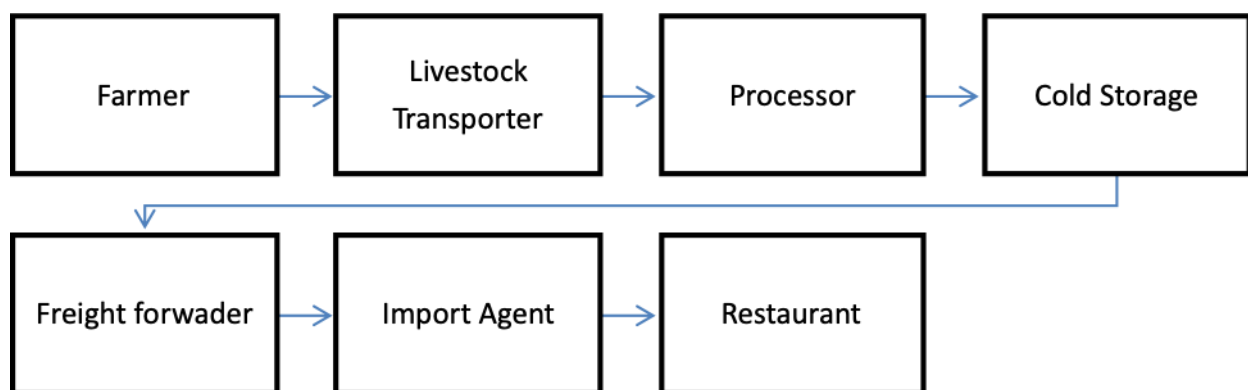 Farmer
Livestock
Transporter
Processor
Cold Storage
Freight forwader
Import Agent
Restaurant